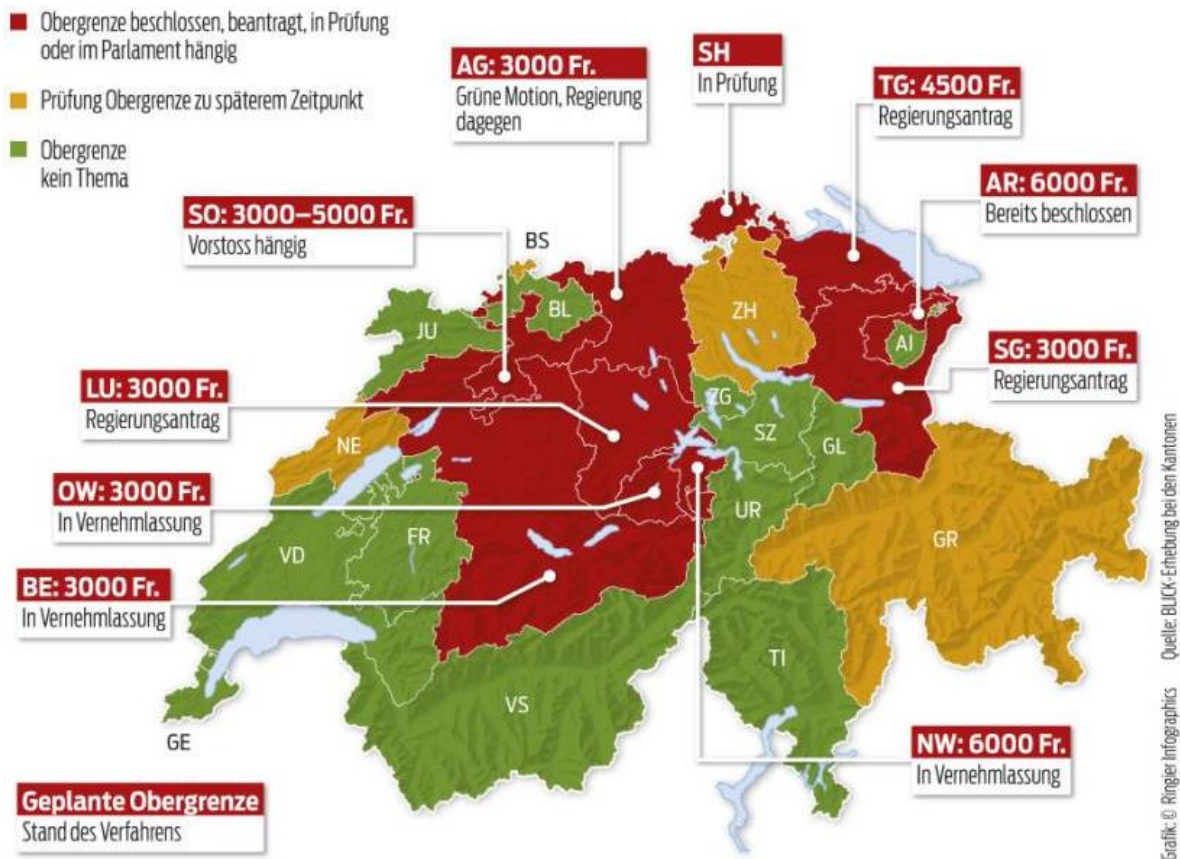 Obergrenze beschlossen, beantragt, in Prüfung
oder im Parlament hängig
Prüfung Obergrenze zu späterem Zeitpunkt
Obergrenze
kein Thema
AG: 3000 Fr.
Grüne Motion, Regierung
dagegen
SH
In Prüfung
TG: 4500 Fr.
Regierungsantrag
AR: 6000 Fr.
Bereits beschlossen
SO: 3000–5000 Fr.
Vorstoss hängig
BS
BL
JU
ZH
AI
SG: 3000 Fr.
Regierungsantrag
LU: 3000 Fr.
Regierungsantrag
ZG
SZ
GL
NE
OW: 3000 Fr.
In Vernehmlassung
UR
GR
VD
FR
BE: 3000 Fr.
In Vernehmlassung
TI
VS
GE
NW: 6000 Fr.
In Vernehmlassung
Geplante Obergrenze
Stand des Verfahrens
Grafik: © Ringier Infographics Quelle: BLICK-Erhebung bei den Kantonen